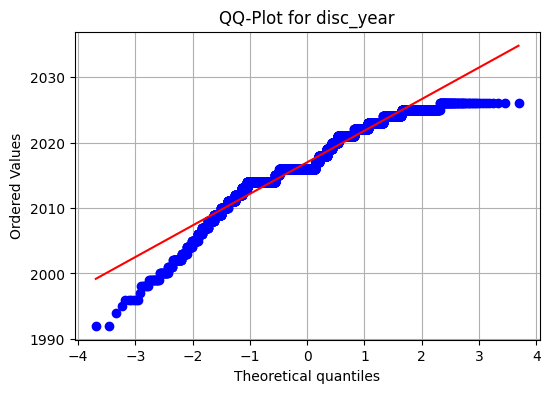 QQ-Plot for disc_year
Ordered Values
2030
2020
2010
2000
1990
−4 −3 −2 −1 0 1 2 3 4
Theoretical quantiles